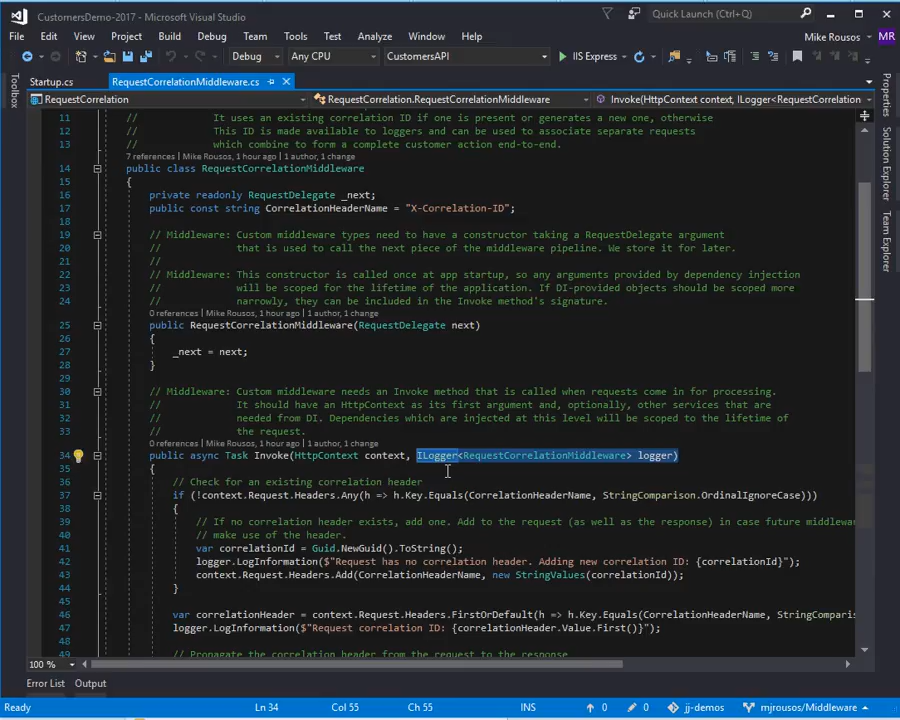 CustomersDemo-2017 - Microsoft Visual Studio
Quick Launch (Ctrl+Q)
File Edit View Project Build Debug Team Tools Test Analyze Window Help
Mike Rousos MR
Debug Any CPU CustomersAPI IIS Express
Startup.cs RequestCorrelationMiddleware.cs
RequestCorrelation RequestCorrelation.RequestCorrelationMiddleware Invoke(HttpContext context, ILogger<RequestCorrelation
Toolbox
Properties
Solution Explorer
Team Explorer
11 // It uses an existing correlation ID if one is present or generates a new one, otherwise
12 // This ID is made available to loggers and can be used to associate separate requests
13 // which combine to form a complete customer action end-to-end.
7 references | Mike Rousos, 1 hour ago | 1 author, 1 change
14 public class RequestCorrelationMiddleware
15 {
16 private readonly RequestDelegate _next;
17 public const string CorrelationHeaderName = "X-Correlation-ID";
18
19 // Middleware: Custom middleware types need to have a constructor taking a RequestDelegate argument
20 // that is used to call the next piece of the middleware pipeline. We store it for later.
21 //
22 // Middleware: This constructor is called once at app startup, so any arguments provided by dependency injection
23 // will be scoped for the lifetime of the application. If DI-provided objects should be scoped more
24 // narrowly, they can be included in the Invoke method's signature.
0 references | Mike Rousos, 1 hour ago | 1 author, 1 change
25 public RequestCorrelationMiddleware(RequestDelegate next)
26 {
27 _next = next;
28 }
29
30 // Middleware: Custom middleware needs an Invoke method that is called when requests come in for processing.
31 // It should have an HttpContext as its first argument and, optionally, other services that are
32 // needed from DI. Dependencies which are injected at this level will be scoped to the lifetime of
33 // the request.
0 references | Mike Rousos, 1 hour ago | 1 author, 1 change
34 public async Task Invoke(HttpContext context, ILogger<RequestCorrelationMiddleware> logger)
35 {
36 // Check for an existing correlation header
37 if (!context.Request.Headers.Any(h => h.Key.Equals(CorrelationHeaderName, StringComparison.OrdinalIgnoreCase)))
38 {
39 // If no correlation header exists, add one. Add to the request (as well as the response) in case future middlewar
40 // make use of the header.
41 var correlationId = Guid.NewGuid().ToString();
42 logger.LogInformation($"Request has no correlation header. Adding new correlation ID: {correlationId}");
43 context.Request.Headers.Add(CorrelationHeaderName, new StringValues(correlationId));
44 }
45
46 var correlationHeader = context.Request.Headers.FirstOrDefault(h => h.Key.Equals(CorrelationHeaderName, StringComparis
47 logger.LogInformation($"Request correlation ID: {correlationHeader.Value.First()}");
48
49 // Propagate the correlation header from the request to the response
100 %
Error List Output
Ready Ln 34 Col 55 Ch 55 INS 0 0 jj-demos mjrousos/Middleware